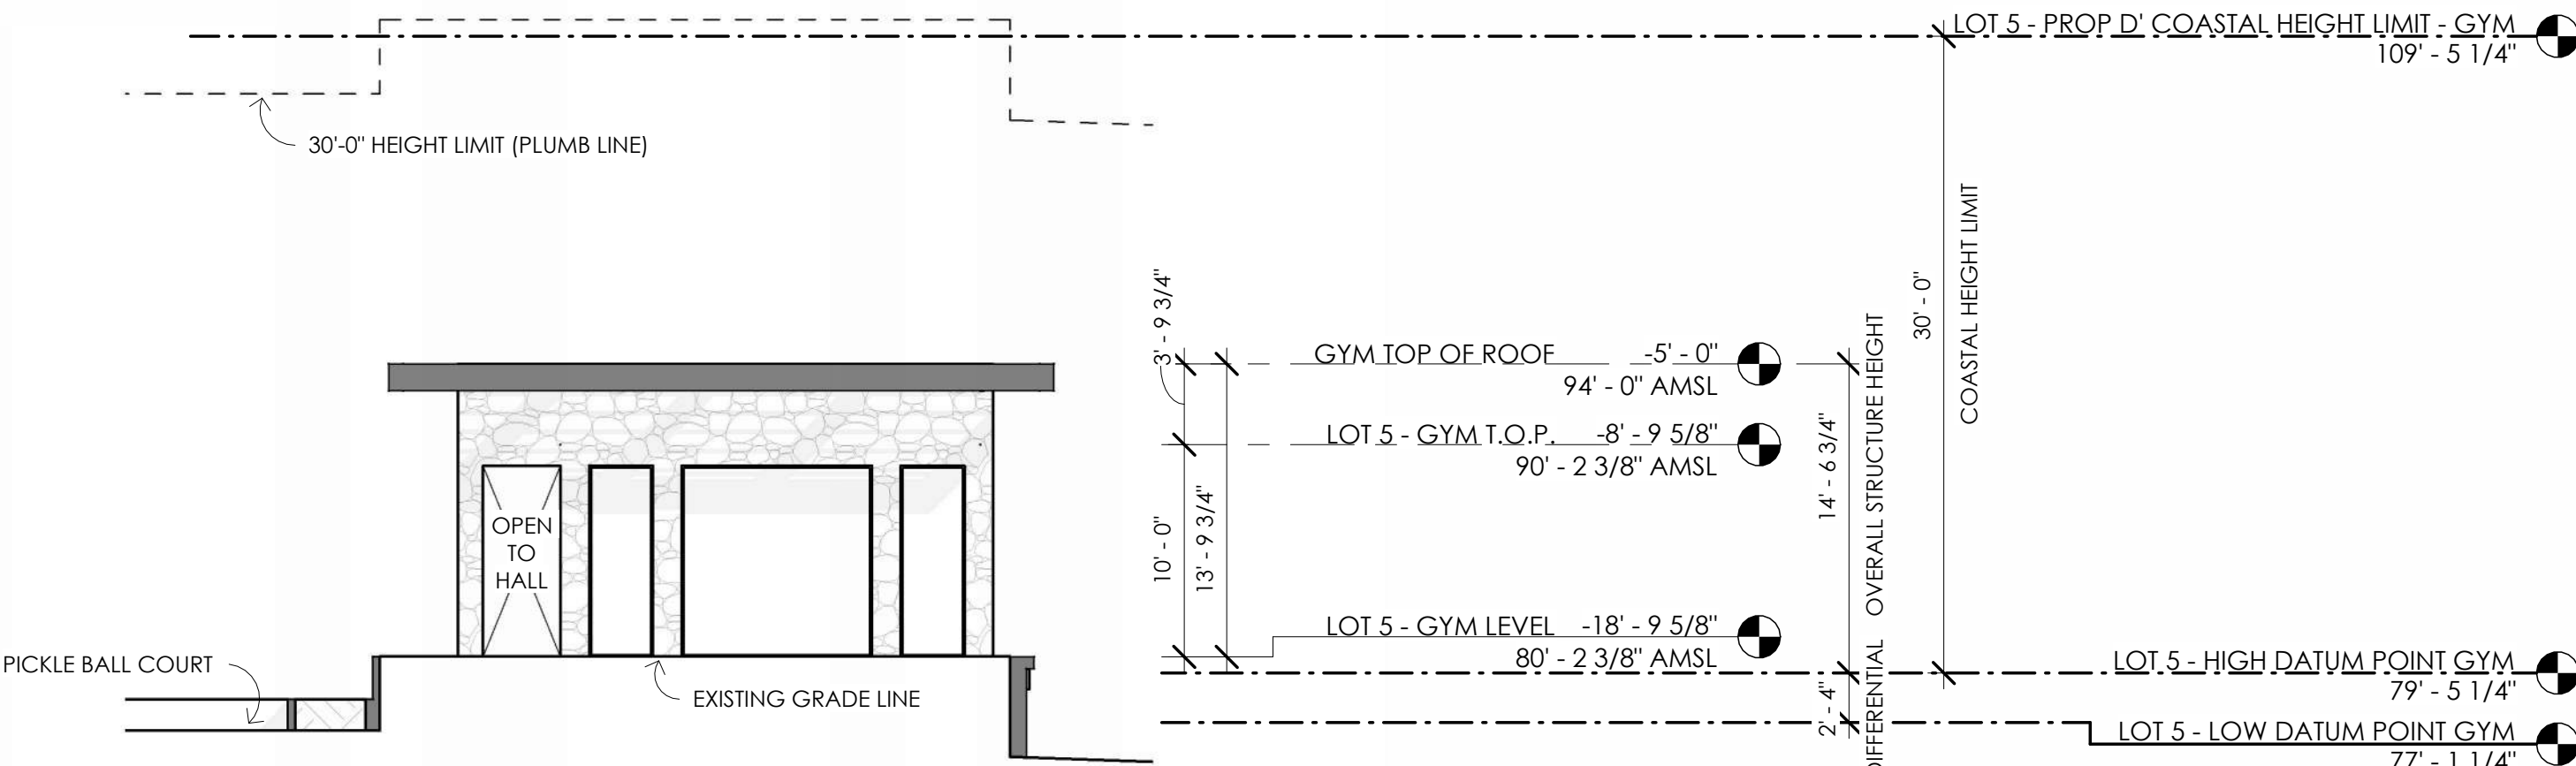 LOT 5 - PROP D' COASTAL HEIGHT LIMIT - GYM
109' - 5 1/4"
30'-0" HEIGHT LIMIT (PLUMB LINE)
COASTAL HEIGHT LIMIT
30' - 0"
3' - 9 3/4"
GYM TOP OF ROOF -5' - 0"
94' - 0" AMSL
LOT 5 - GYM T.O.P. -8' - 9 5/8"
90' - 2 3/8" AMSL
14' - 6 3/4"
OVERALL STRUCTURE HEIGHT
10' - 0"
13' - 9 3/4"
OPEN
TO
HALL
LOT 5 - GYM LEVEL -18' - 9 5/8"
80' - 2 3/8" AMSL
PICKLE BALL COURT
EXISTING GRADE LINE
2' - 4"
DIFFERENTIAL
LOT 5 - HIGH DATUM POINT GYM
79' - 5 1/4"
LOT 5 - LOW DATUM POINT GYM
77' - 1 1/4"